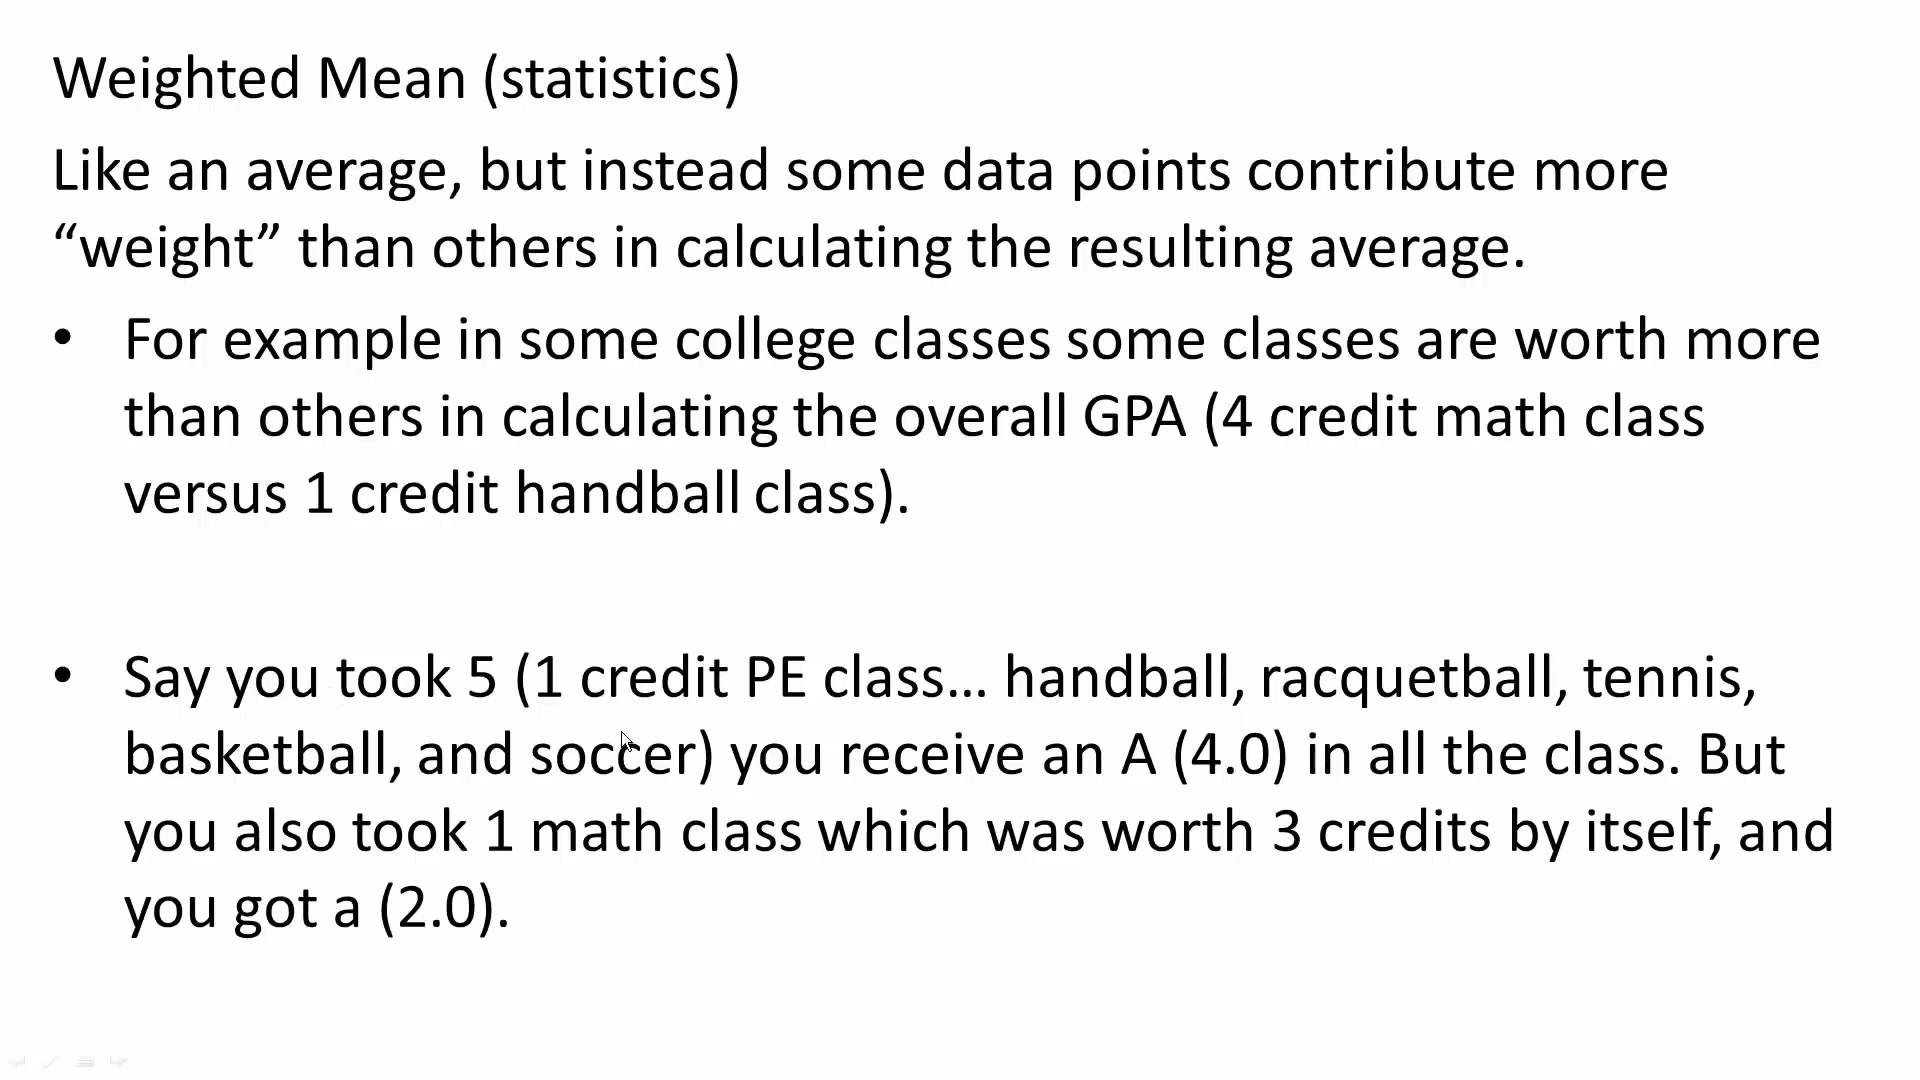 Weighted Mean (statistics)
Like an average, but instead some data points contribute more
“weight” than others in calculating the resulting average.
• For example in some college classes some classes are worth more
than others in calculating the overall GPA (4 credit math class
versus 1 credit handball class).
• Say you took 5 (1 credit PE class... handball, racquetball, tennis,
basketball, and soccer) you receive an A (4.0) in all the class. But
you also took 1 math class which was worth 3 credits by itself, and
you got a (2.0).